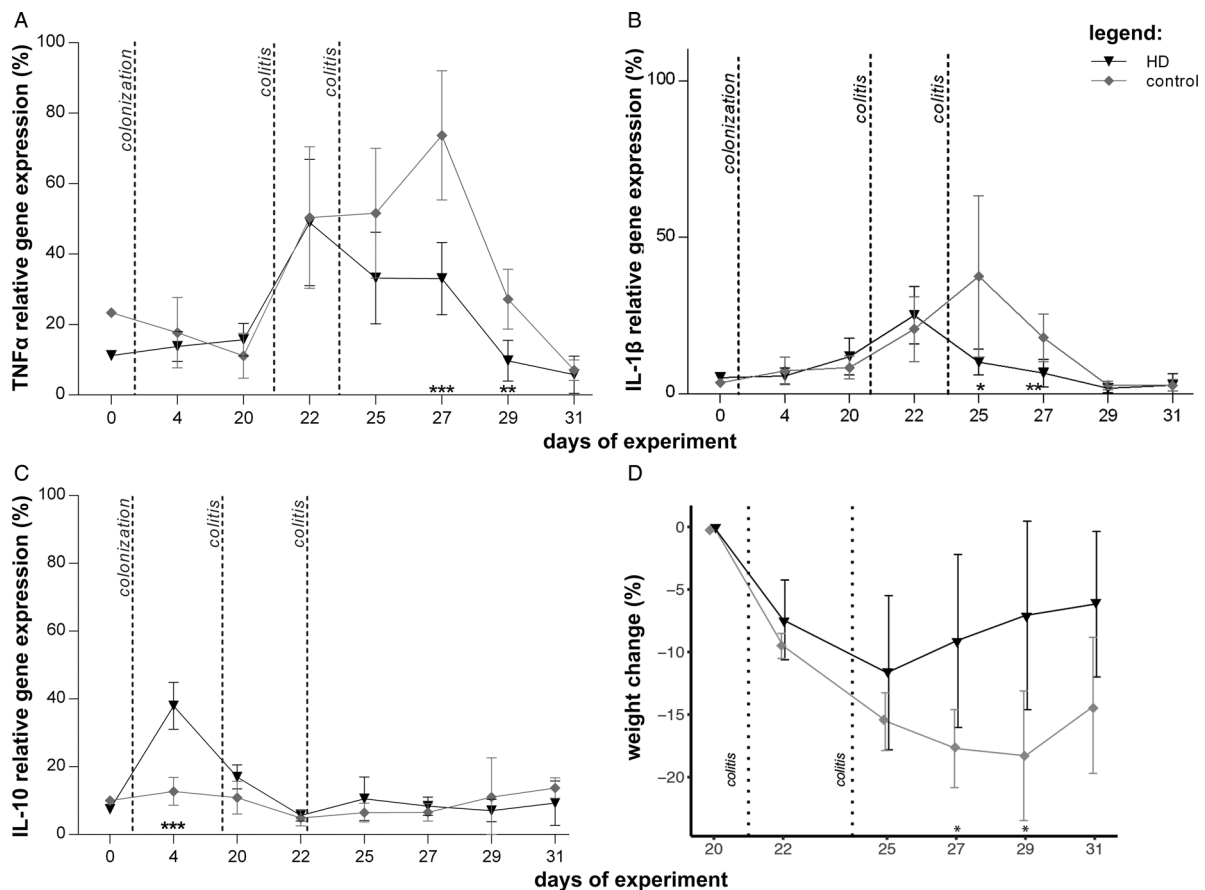 A
TNFα relative gene expression (%)
100
80
60
40
20
0
colonization
colitis
colitis
*** **
0 4 20 22 25 27 29 31
B
IL-1β relative gene expression (%)
100
50
0
colonization
colitis
colitis
* **
0 4 20 22 25 27 29 31
legend:
HD
control
days of experiment
C
IL-10 relative gene expression (%)
100
80
60
40
20
0
colonization
colitis
colitis
***
0 4 20 22 25 27 29 31
days of experiment
D
weight change (%)
0
−5
−10
−15
−20
colitis
colitis
* *
20 22 25 27 29 31